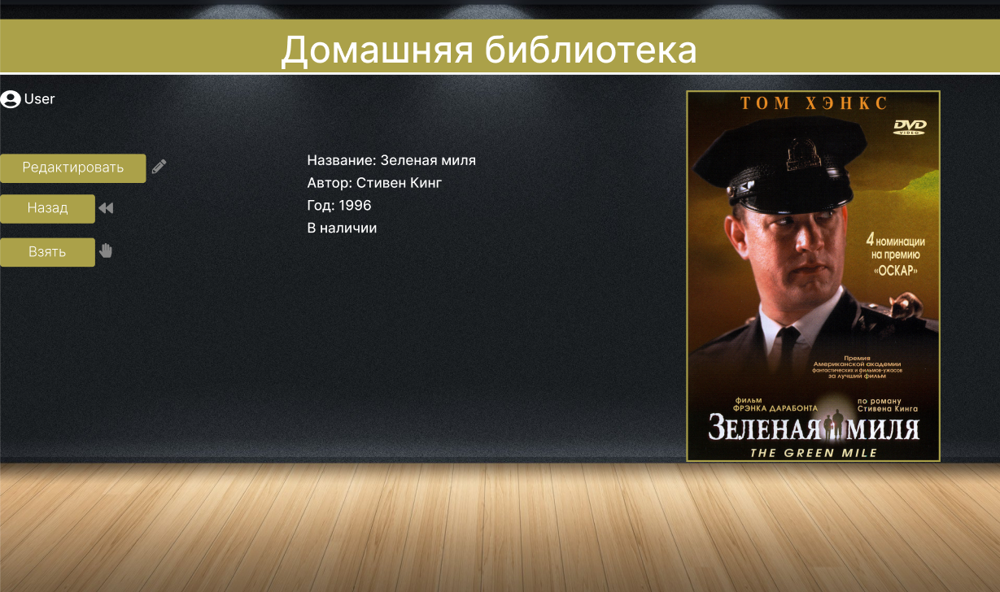 Домашняя библиотека
User
Редактировать
Назад
Взять
Название: Зеленая миля
Автор: Стивен Кинг
Год: 1996
В наличии
ТОМ ХЭНКС
DVD
VIDEO
4 номинации
на премию
«ОСКАР»
Премия
Американской академии
фантастических и фильмов-ужасов
за лучший фильм
фильм
ФРЭНКА ДАРАБОНТА
по роману
Стивена Кинга
ЗЕЛЕНАЯ МИЛЯ
THE GREEN MILE